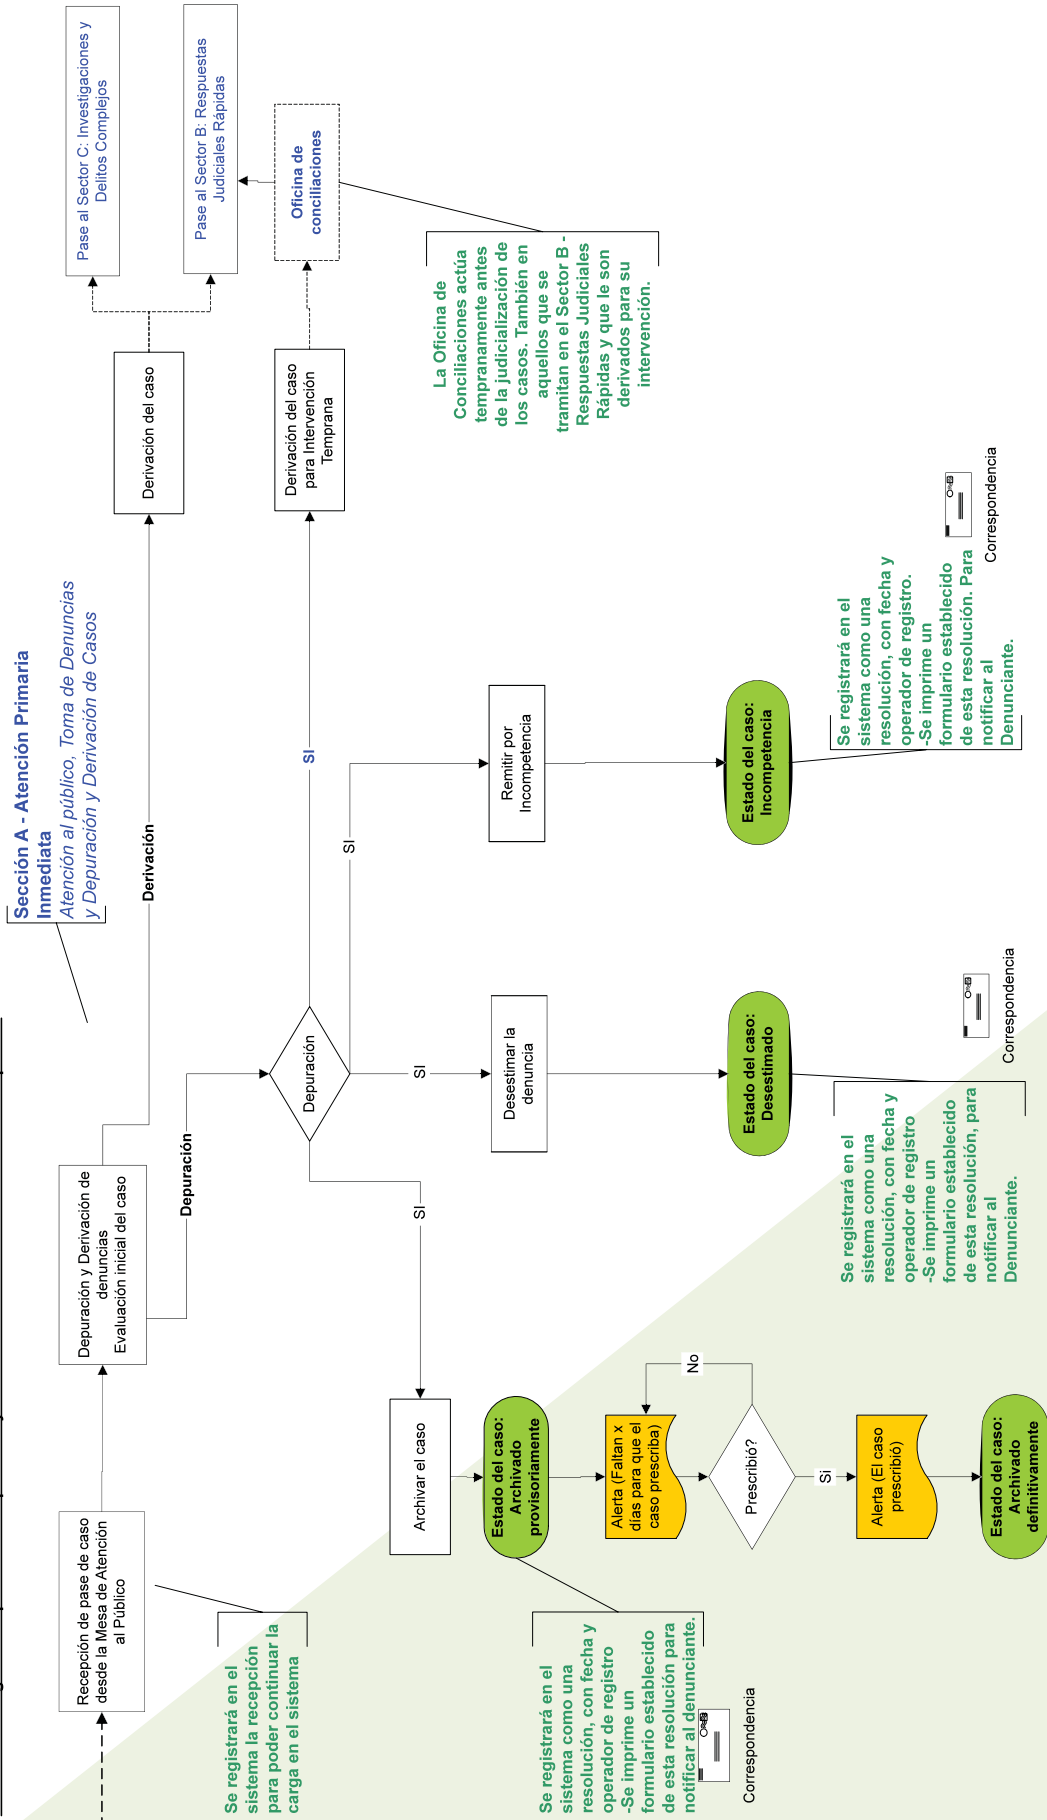 Sección A - Atención Primaria
Inmediata
Atención al público, Toma de Denuncias
y Depuración y Derivación de Casos
Recepción de pase de caso
desde la Mesa de Atención
al Público
Se registrará en el
sistema la recepción
para poder continuar la
carga en el sistema
Depuración y Derivación de
denuncias
Evaluación inicial del caso
Derivación
Derivación del caso
Pase al Sector C: Investigaciones y
Delitos Complejos
Pase al Sector B: Respuestas
Judiciales Rápidas
Depuración
Depuración
SI
Derivación del caso
para Intervención
Temprana
Oficina de
conciliaciones
La Oficina de
Conciliaciones actúa
tempranamente antes
de la judicialización de
los casos. También en
aquellos que se
tramitan en el Sector B -
Respuestas Judiciales
Rápidas y que le son
derivados para su
intervención.
SI
Archivar el caso
Estado del caso:
Archivado
provisoriamente
Se registrará en el
sistema como una
resolución, con fecha y
operador de registro
-Se imprime un
formulario establecido
de esta resolución para
notificar al denunciante.
Correspondencia
Alerta (Faltan x
días para que el
caso prescriba)
No
Prescribió?
Si
Alerta (El caso
prescribió)
Estado del caso:
Archivado
definitivamente
SI
Desestimar la
denuncia
Estado del caso:
Desestimado
Se registrará en el
sistema como una
resolución, con fecha y
operador de registro
-Se imprime un
formulario establecido
de esta resolución, para
notificar al
Denunciante.
Correspondencia
SI
Remitir por
Incompetencia
Estado del caso:
Incompetencia
Se registrará en el
sistema como una
resolución, con fecha y
operador de registro.
-Se imprime un
formulario establecido
de esta resolución. Para
notificar al
Denunciante.
Correspondencia